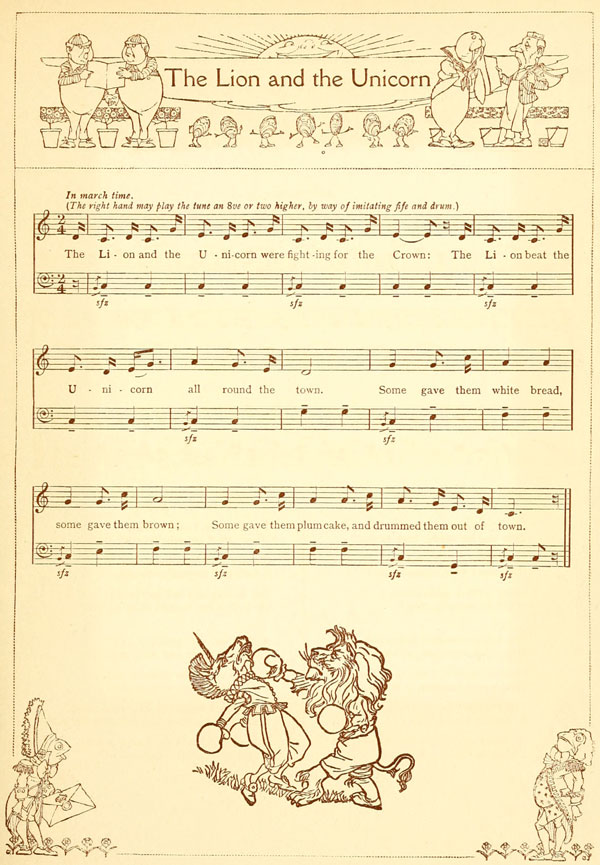 The Lion and the Unicorn
In march time.
(The right hand may play the tune an 8ve or two higher, by way of imitating fife and drum.)
The Li - on and the U - ni-corn were fight-ing for the Crown: The Li - on beat the
sfz sfz sfz
U - ni - corn all round the town. Some gave them white bread,
sfz sfz
some gave them brown; Some gave them plum cake, and drummed them out of town.
sfz sfz sfz sfz